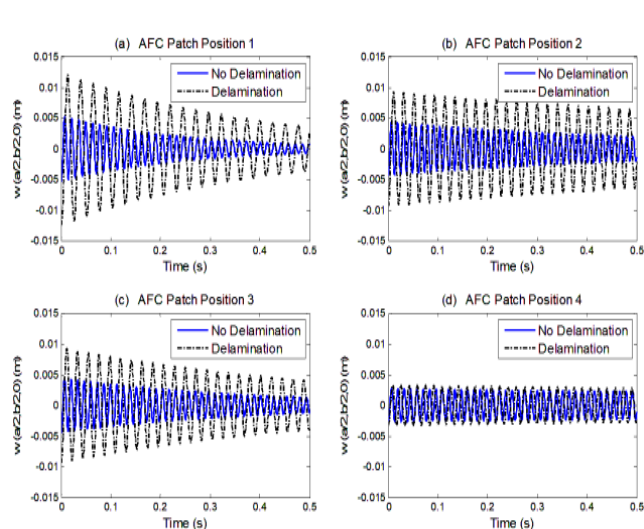 (a) AFC Patch Position 1
0.015
0.01
0.005
0
-0.005
-0.01
-0.015
w(a/2,b/2,0) (m)
No Delamination
Delamination
0 0.1 0.2 0.3 0.4 0.5
Time (s)
(b) AFC Patch Position 2
0.015
0.01
0.005
0
-0.005
-0.01
-0.015
w(a/2,b/2,0) (m)
No Delamination
Delamination
0 0.1 0.2 0.3 0.4 0.5
Time (s)
(c) AFC Patch Position 3
0.015
0.01
0.005
0
-0.005
-0.01
-0.015
w(a/2,b/2,0) (m)
No Delamination
Delamination
0 0.1 0.2 0.3 0.4 0.5
Time (s)
(d) AFC Patch Position 4
0.015
0.01
0.005
0
-0.005
-0.01
-0.015
w(a/2,b/2,0) (m)
No Delamination
Delamination
0 0.1 0.2 0.3 0.4 0.5
Time (s)